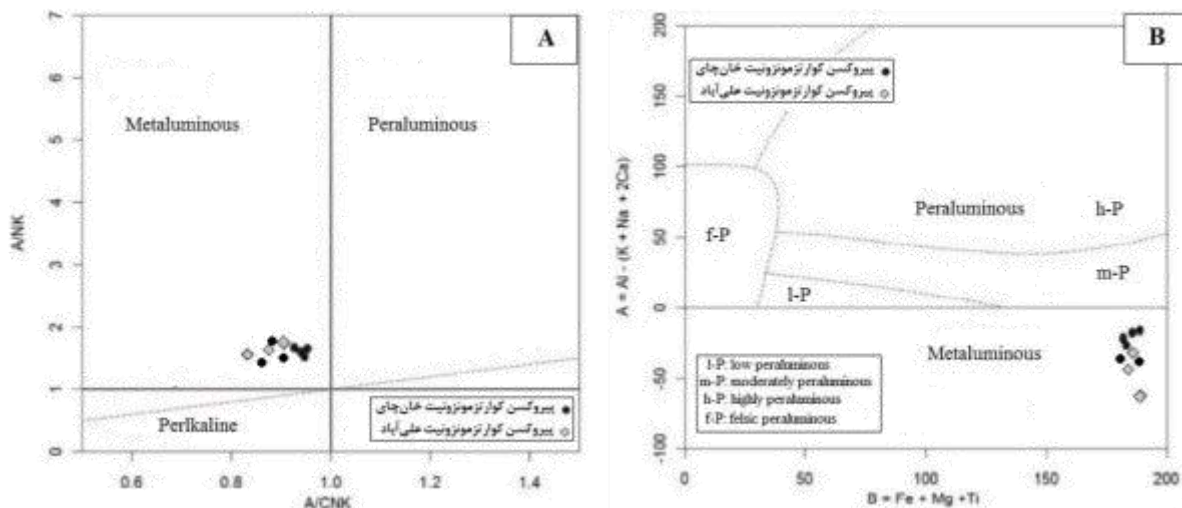 A
7
6
5
4
3
2
1
0
A/NK
Metaluminous
Peraluminous
Perlkaline
پیروکسن کوارتزمونزونیت خان‌چای
پیروکسن کوارتزمونزونیت علی‌آباد
0.6 0.8 1.0 1.2 1.4
A/CNK
B
200
150
100
50
0
-50
-100
A = Al - (K + Na + 2Ca)
پیروکسن کوارتزمونزونیت خان‌چای
پیروکسن کوارتزمونزونیت علی‌آباد
Peraluminous
h-P
f-P
m-P
l-P
Metaluminous
l-P: low peraluminous
m-P: moderately peraluminous
h-P: highly peraluminous
f-P: felsic peraluminous
0 50 100 150 200
B = Fe + Mg +Ti